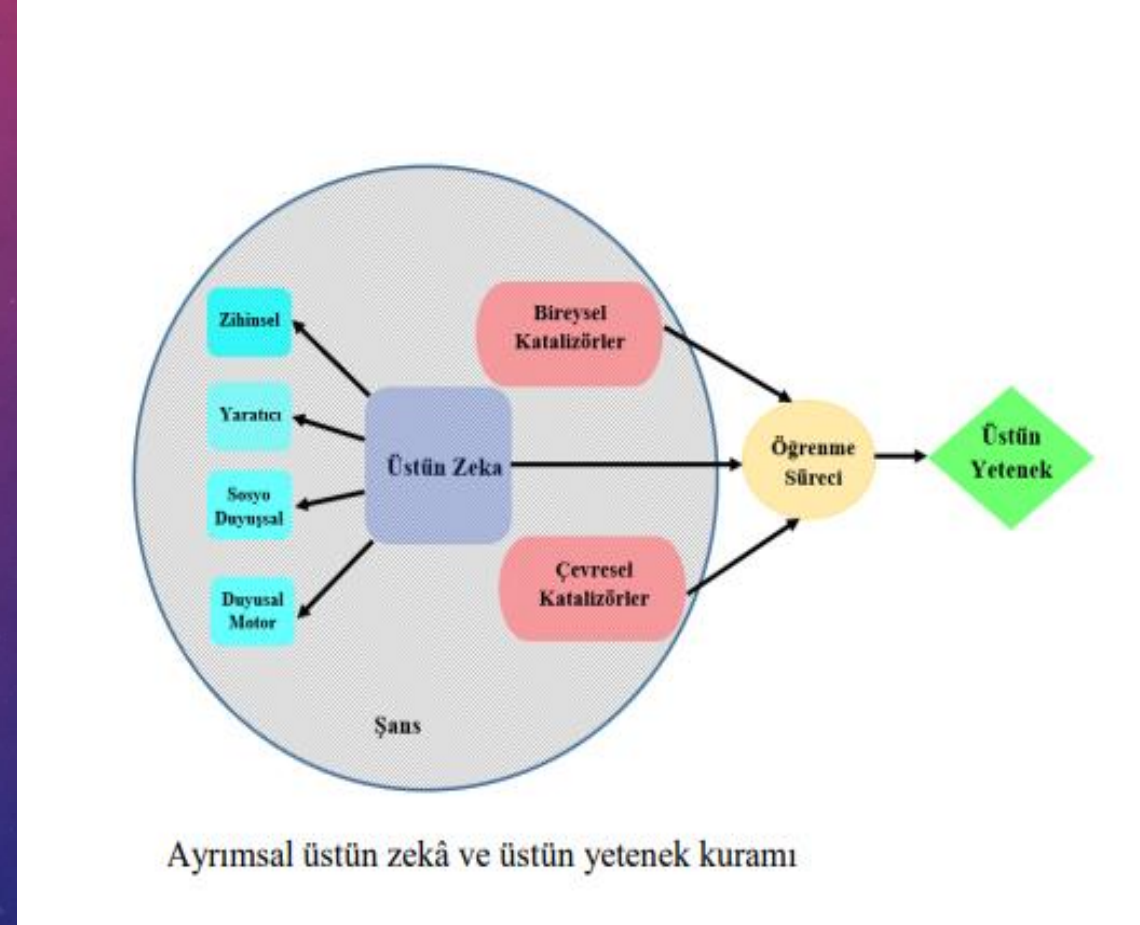 Zihinsel
Yaratıcı
Sosyo
Duyuşsal
Duyusal
Motor
Üstün Zeka
Bireysel
Katalizörler
Çevresel
Katalizörler
Şans
Öğrenme
Süreci
Üstün
Yetenek
Ayrımsal üstün zekâ ve üstün yetenek kuramı